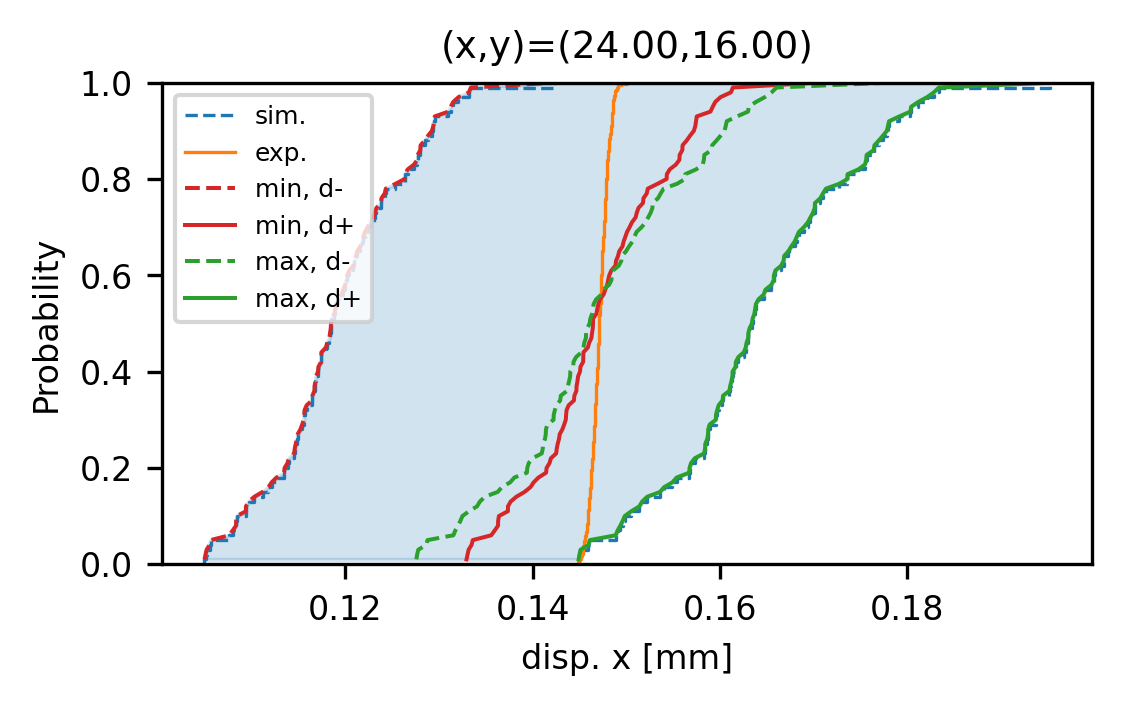 (x,y)=(24.00,16.00)
1.0
0.8
0.6
0.4
0.2
0.0
Probability
sim.
exp.
min, d-
min, d+
max, d-
max, d+
0.12
0.14
0.16
0.18
disp. x [mm]